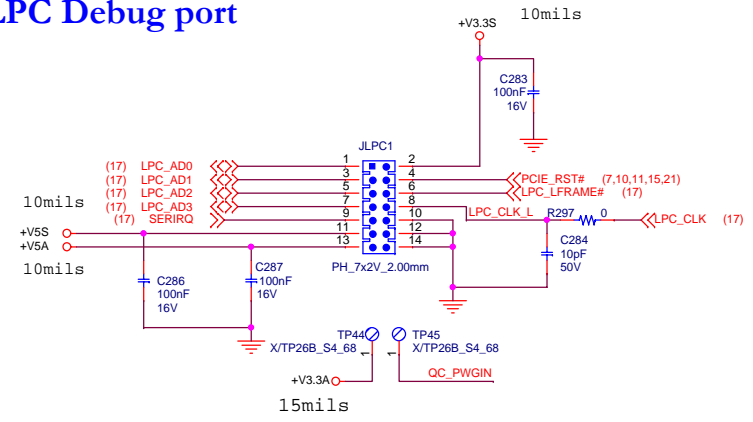 LPC Debug port
+V3.3S
10mils
C283
100nF
16V
JLPC1
1
2
(17) LPC_AD0
3
4
(17) LPC_AD1
PCIE_RST# (7,10,11,15,21)
5
6
(17) LPC_AD2
LPC_LFRAME# (17)
7
8
(17) LPC_AD3
9
10
(17) SERIRQ
LPC_CLK_L
R297
0
LPC_CLK (17)
10mils
+V5S
11
12
+V5A
13
14
10mils
PH_7x2V_2.00mm
C284
10pF
50V
C286
100nF
16V
C287
100nF
16V
TP44
X/TP26B_S4_68
1
TP45
X/TP26B_S4_68
1
+V3.3A
QC_PWGIN
15mils